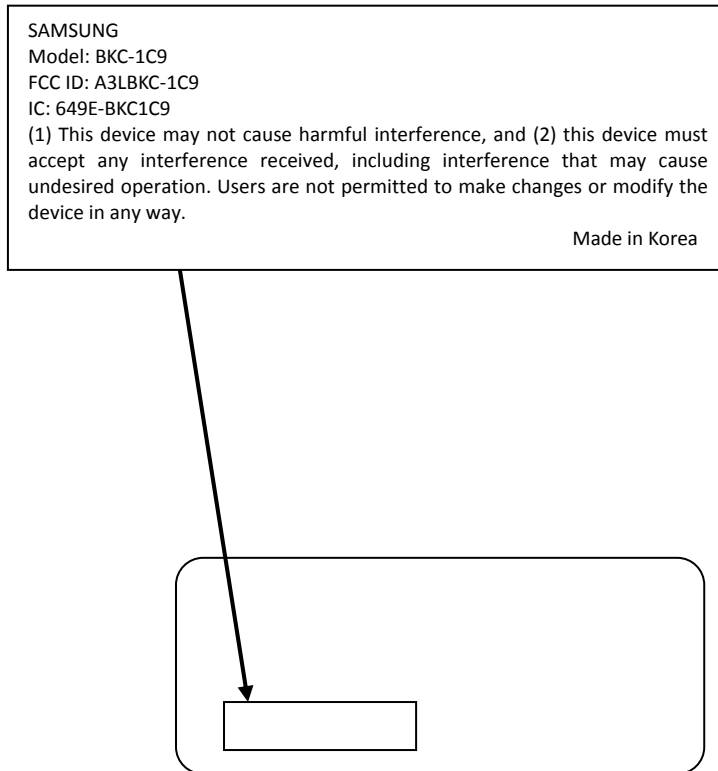 SAMSUNG
Model: BKC-1C9
FCC ID: A3LBKC-1C9
IC: 649E-BKC1C9
(1) This device may not cause harmful interference, and (2) this device must
accept any interference received, including interference that may cause
undesired operation. Users are not permitted to make changes or modify the
device in any way.
Made in Korea